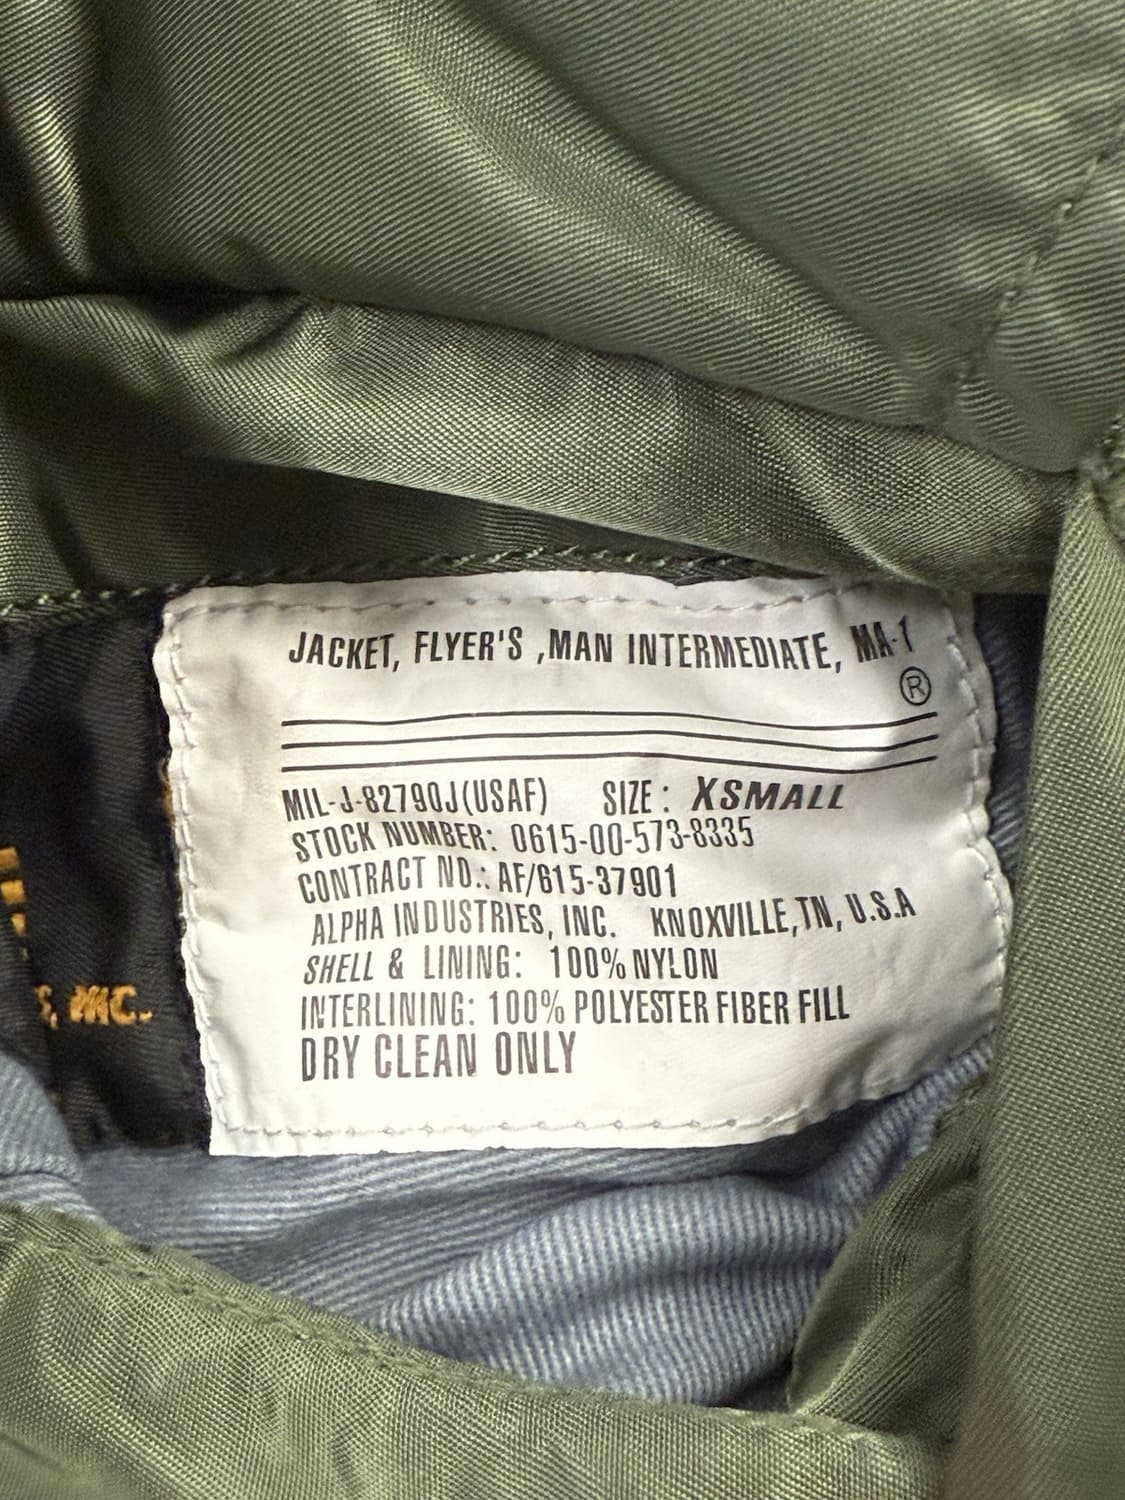 JACKET, FLYER'S ,MAN INTERMEDIATE, MA-1
®
MIL-J-82790J(USAF) SIZE: XSMALL
STOCK NUMBER: 0615-00-573-8335
CONTRACT NO.: AF/615-37901
ALPHA INDUSTRIES, INC. KNOXVILLE,TN, U.S.A
SHELL & LINING: 100% NYLON
INTERLINING: 100% POLYESTER FIBER FILL
DRY CLEAN ONLY
S, INC.